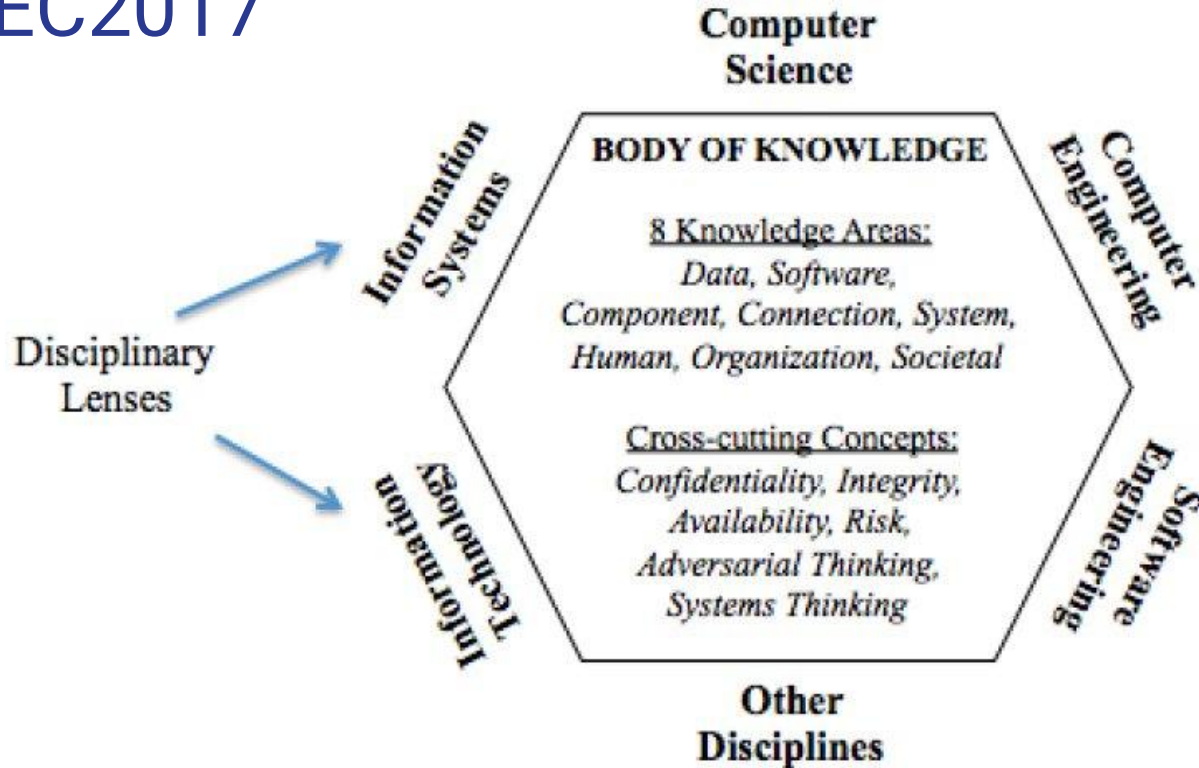 EC2017
Computer
Science
Information
Systems
Computer
Engineering
BODY OF KNOWLEDGE
8 Knowledge Areas:
Data, Software,
Component, Connection, System,
Human, Organization, Societal
Disciplinary
Lenses
Cross-cutting Concepts:
Confidentiality, Integrity,
Availability, Risk,
Adversarial Thinking,
Systems Thinking
Information
Technology
Software
Engineering
Other
Disciplines